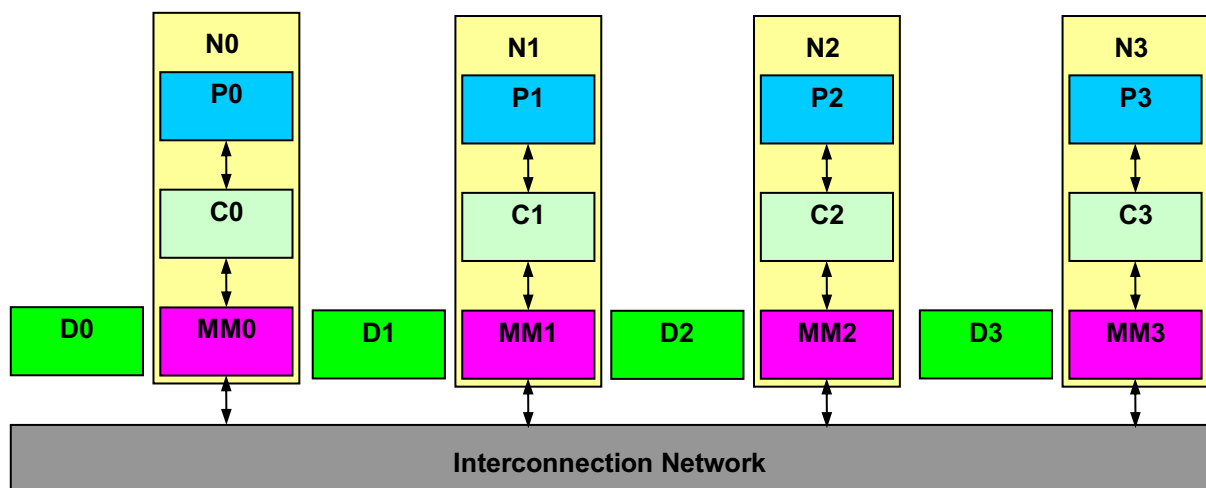 N0 N1 N2 N3
P0 P1 P2 P3
C0 C1 C2 C3
D0 MM0 D1 MM1 D2 MM2 D3 MM3
Interconnection Network